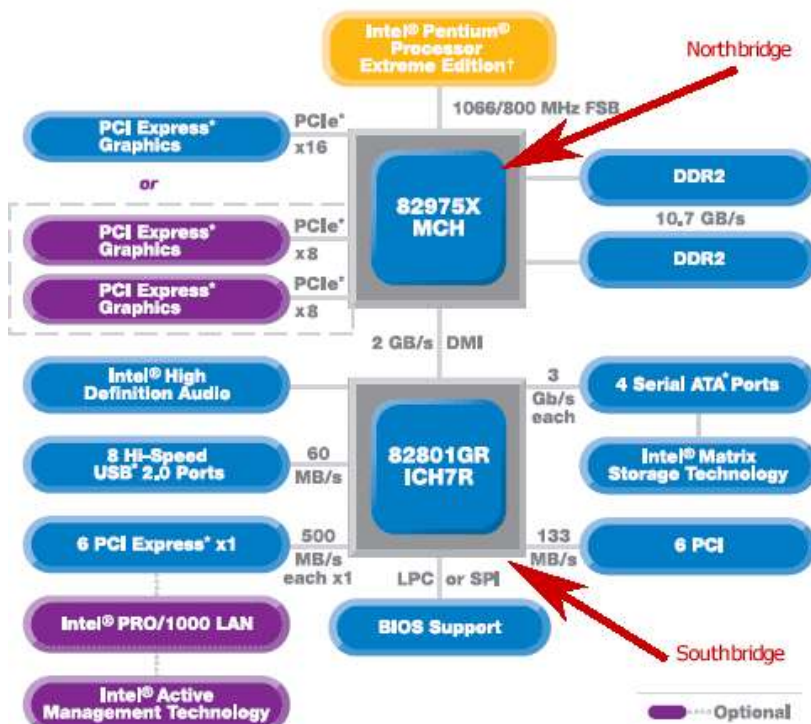 Intel® Pentium®
Processor
Extreme Edition†
Northbridge
1066/800 MHz FSB
PCI Express*
Graphics
PCIe*
x16
or
PCI Express*
Graphics
PCIe*
x8
PCI Express*
Graphics
PCIe*
x8
82975X
MCH
DDR2
10.7 GB/s
DDR2
2 GB/s DMI
Intel® High
Definition Audio
8 Hi-Speed
USB* 2.0 Ports
60
MB/s
6 PCI Express* x1
500
MB/s
each x1
Intel® PRO/1000 LAN
Intel® Active
Management Technology
82801GR
ICH7R
3
Gb/s
each
4 Serial ATA* Ports
Intel® Matrix
Storage Technology
133
MB/s
6 PCI
LPC or SPI
BIOS Support
Southbridge
Optional